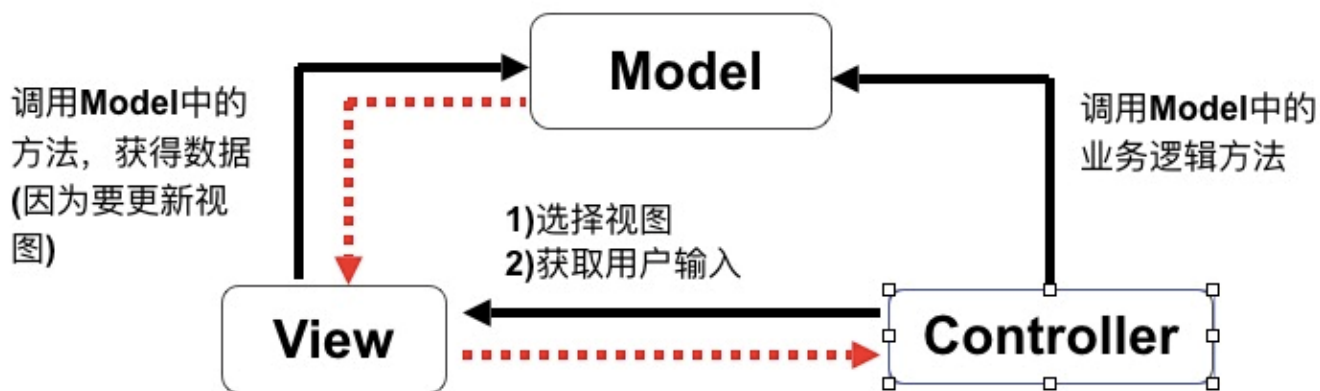 Model
调用Model中的
方法，获得数据
(因为要更新视
图)
调用Model中的
业务逻辑方法
1)选择视图
2)获取用户输入
View
Controller